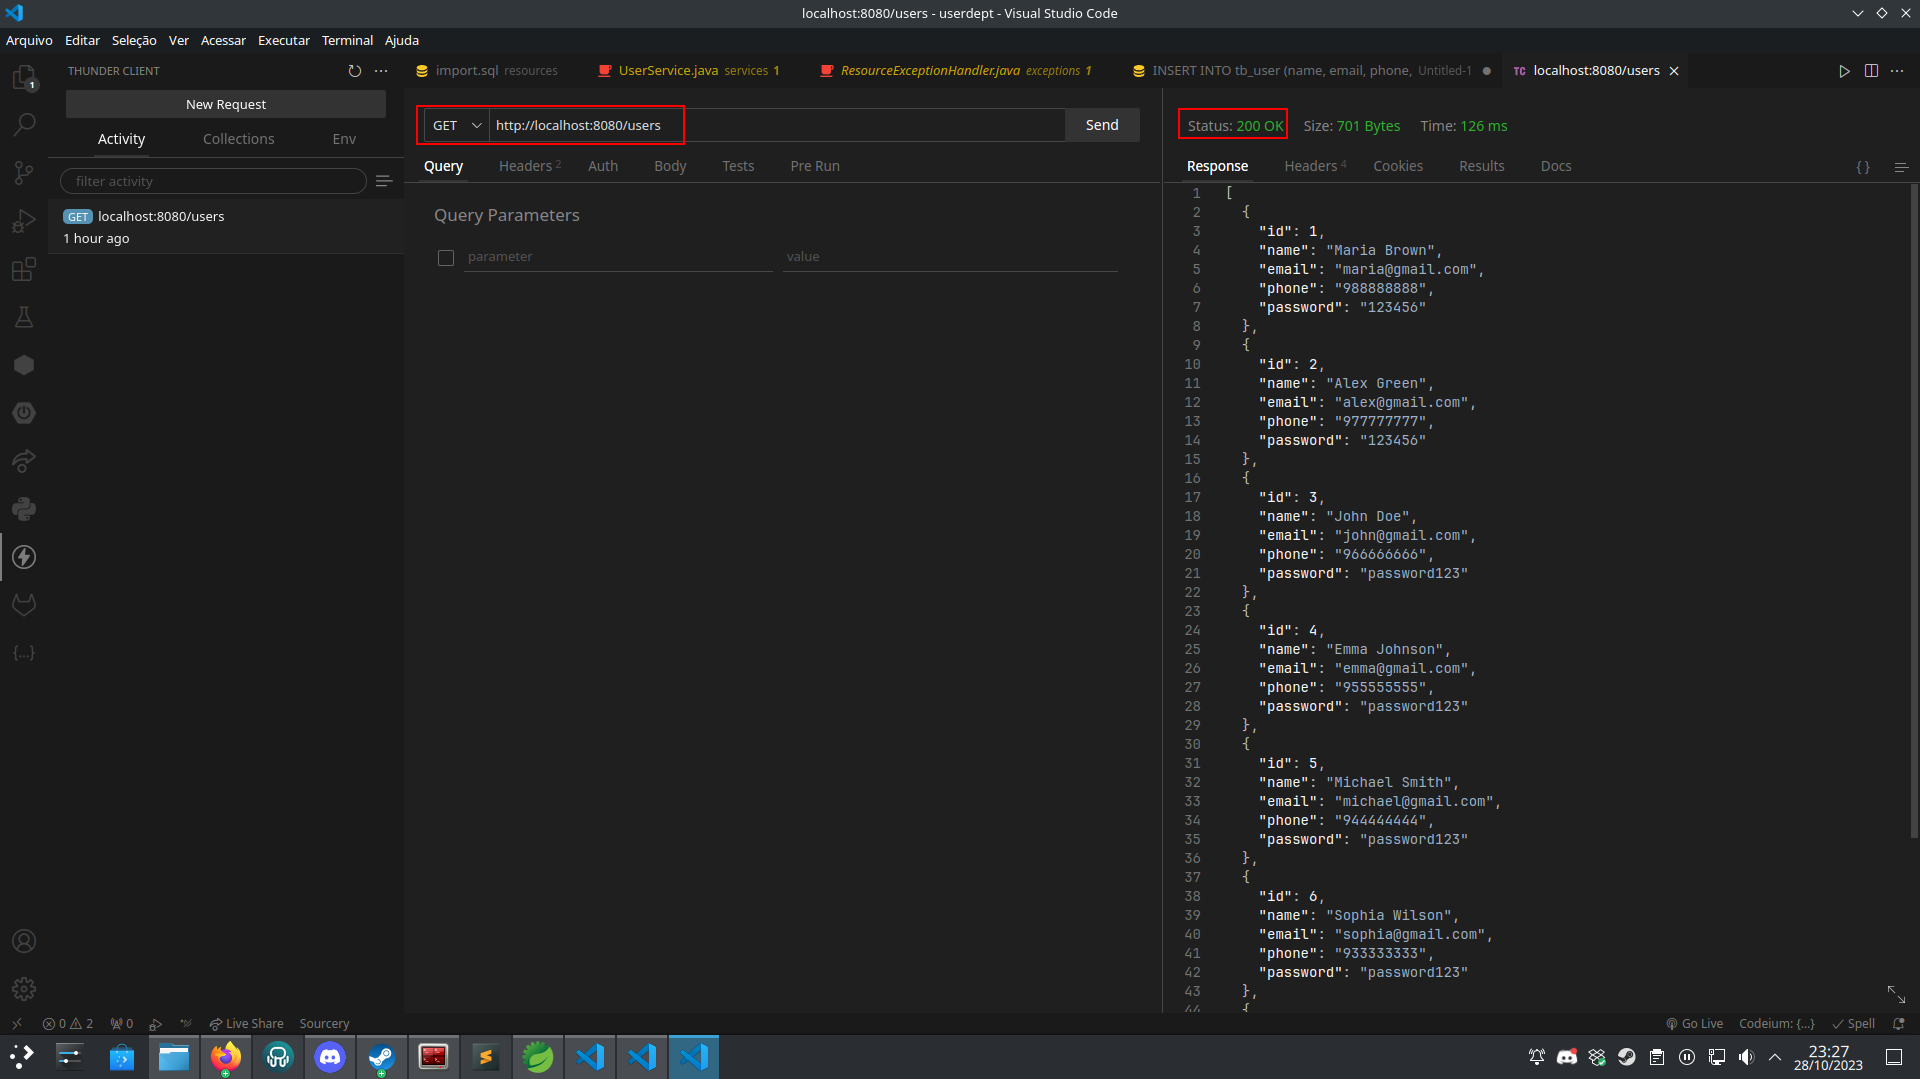 localhost:8080/users - userdept - Visual Studio Code
Arquivo Editar Seleção Ver Acessar Executar Terminal Ajuda
THUNDER CLIENT
New Request
Activity Collections Env
filter activity
GET localhost:8080/users
1 hour ago
import.sql resources UserService.java services 1 ResourceExceptionHandler.java exceptions 1 INSERT INTO tb_user (name, email, phone, Untitled-1 TC localhost:8080/users
GET http://localhost:8080/users Send
Query Headers 2 Auth Body Tests Pre Run
Query Parameters
parameter value
Status: 200 OK Size: 701 Bytes Time: 126 ms
Response Headers 4 Cookies Results Docs {}
1 [
2 {
3 "id": 1,
4 "name": "Maria Brown",
5 "email": "maria@gmail.com",
6 "phone": "988888888",
7 "password": "123456"
8 },
9 {
10 "id": 2,
11 "name": "Alex Green",
12 "email": "alex@gmail.com",
13 "phone": "977777777",
14 "password": "123456"
15 },
16 {
17 "id": 3,
18 "name": "John Doe",
19 "email": "john@gmail.com",
20 "phone": "966666666",
21 "password": "password123"
22 },
23 {
24 "id": 4,
25 "name": "Emma Johnson",
26 "email": "emma@gmail.com",
27 "phone": "955555555",
28 "password": "password123"
29 },
30 {
31 "id": 5,
32 "name": "Michael Smith",
33 "email": "michael@gmail.com",
34 "phone": "944444444",
35 "password": "password123"
36 },
37 {
38 "id": 6,
39 "name": "Sophia Wilson",
40 "email": "sophia@gmail.com",
41 "phone": "933333333",
42 "password": "password123"
43 },
44 {
1
{...}
0 2 0 Live Share Sourcery Go Live Codeium: {...} Spell
23:27
28/10/2023